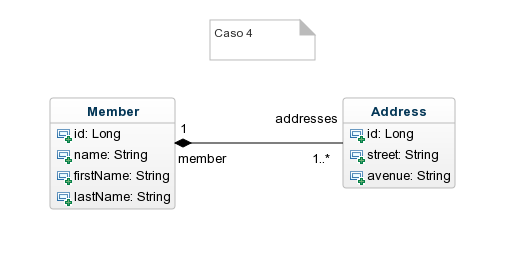 Caso 4
Member
id: Long
name: String
firstName: String
lastName: String
1
member
addresses
1..*
Address
id: Long
street: String
avenue: String